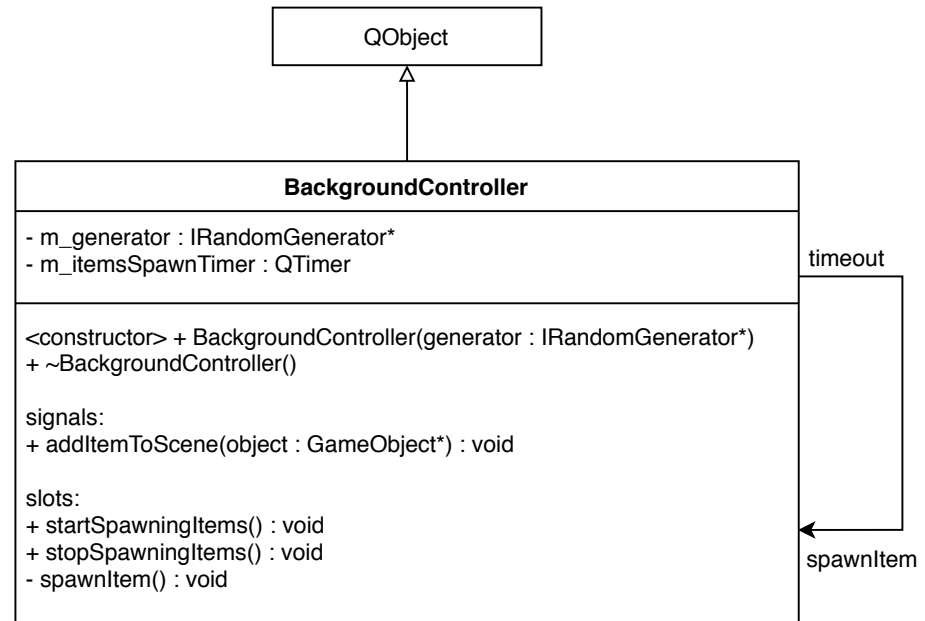 QObject
BackgroundController
- m_generator : IRandomGenerator*
- m_itemsSpawnTimer : QTimer
timeout
<constructor> + BackgroundController(generator : IRandomGenerator*)
+ ~BackgroundController()
signals:
+ addItemToScene(object : GameObject*) : void
slots:
+ startSpawningItems() : void
+ stopSpawningItems() : void
- spawnItem() : void
spawnItem